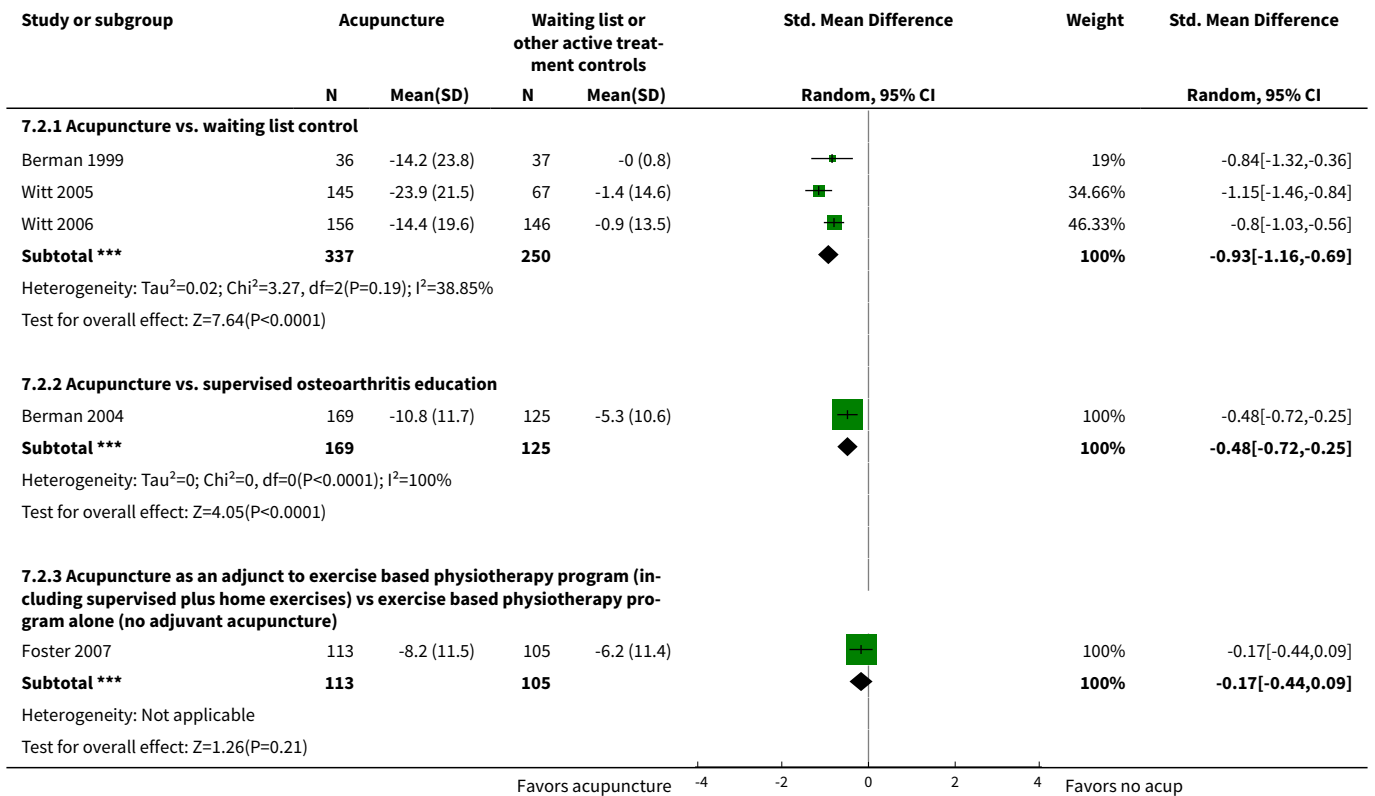 Study or subgroup Acupuncture Waiting list or other active treat- ment controls Std. Mean Difference Weight Std. Mean Difference
N Mean(SD) N Mean(SD) Random, 95% CI Random, 95% CI
7.2.1 Acupuncture vs. waiting list control
Berman 1999 36 -14.2 (23.8) 37 -0 (0.8) 19% -0.84[-1.32,-0.36]
Witt 2005 145 -23.9 (21.5) 67 -1.4 (14.6) 34.66% -1.15[-1.46,-0.84]
Witt 2006 156 -14.4 (19.6) 146 -0.9 (13.5) 46.33% -0.8[-1.03,-0.56]
Subtotal *** 337 250 100% -0.93[-1.16,-0.69]
Heterogeneity: Tau²=0.02; Chi²=3.27, df=2(P=0.19); I²=38.85%
Test for overall effect: Z=7.64(P<0.0001)
7.2.2 Acupuncture vs. supervised osteoarthritis education
Berman 2004 169 -10.8 (11.7) 125 -5.3 (10.6) 100% -0.48[-0.72,-0.25]
Subtotal *** 169 125 100% -0.48[-0.72,-0.25]
Heterogeneity: Tau²=0; Chi²=0, df=0(P<0.0001); I²=100%
Test for overall effect: Z=4.05(P<0.0001)
7.2.3 Acupuncture as an adjunct to exercise based physiotherapy program (in-
cluding supervised plus home exercises) vs exercise based physiotherapy pro-
gram alone (no adjuvant acupuncture)
Foster 2007 113 -8.2 (11.5) 105 -6.2 (11.4) 100% -0.17[-0.44,0.09]
Subtotal *** 113 105 100% -0.17[-0.44,0.09]
Heterogeneity: Not applicable
Test for overall effect: Z=1.26(P=0.21)
Favors acupuncture -4 -2 0 2 4 Favors no acup